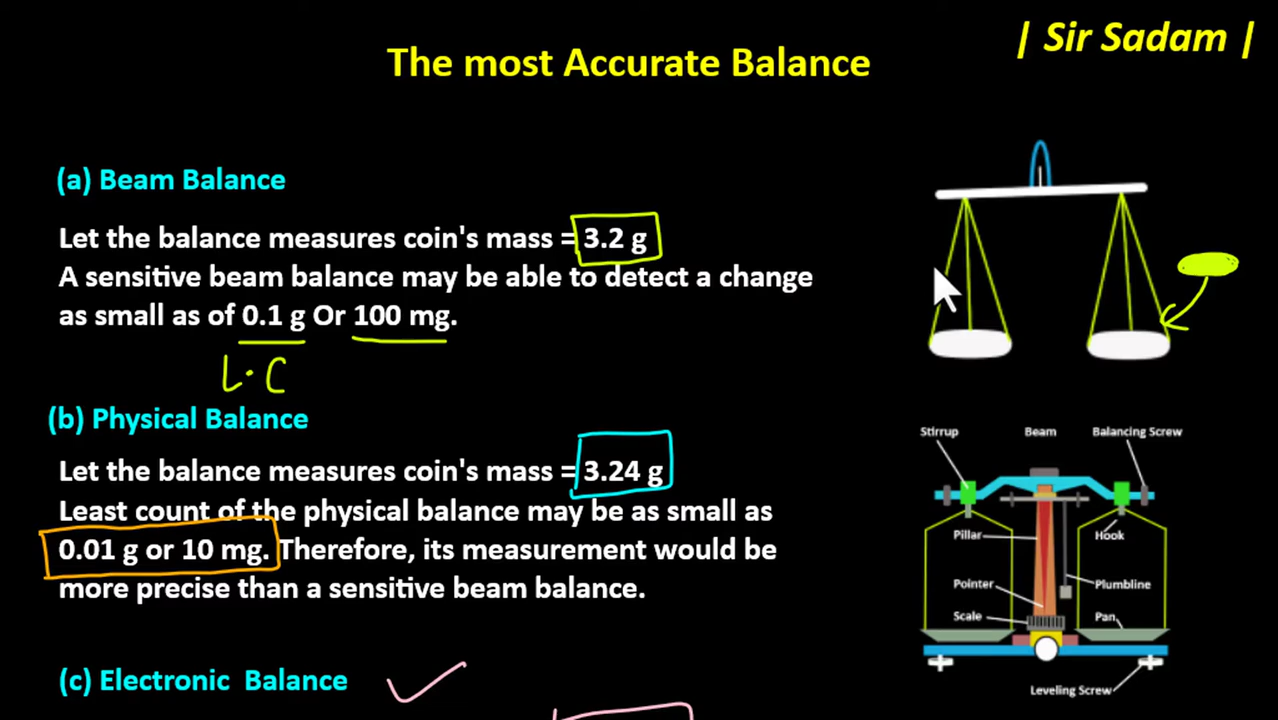 | Sir Sadam |
The most Accurate Balance
(a) Beam Balance
Let the balance measures coin's mass = 3.2 g
A sensitive beam balance may be able to detect a change
as small as of 0.1 g Or 100 mg.
L.C
(b) Physical Balance
Let the balance measures coin's mass = 3.24 g
Least count of the physical balance may be as small as
0.01 g or 10 mg. Therefore, its measurement would be
more precise than a sensitive beam balance.
(c) Electronic Balance
Stirrup
Beam
Balancing Screw
Pillar
Hook
Pointer
Plumbline
Scale
Pan
Leveling Screw